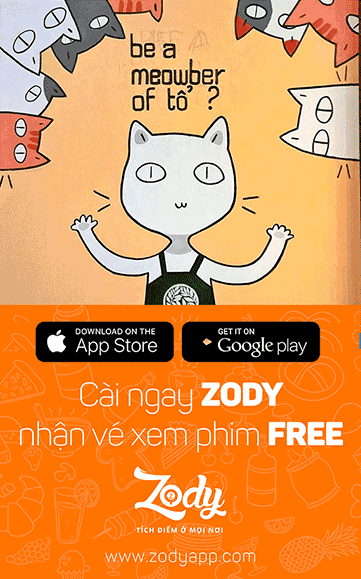 be a
meowber
of tổ ?
DOWNLOAD ON THE
App Store
GET IT ON
Google play
Cài ngay ZODY
nhận vé xem phim FREE
Zody
TÍCH ĐIỂM Ở MỌI NƠI
www.zodyapp.com